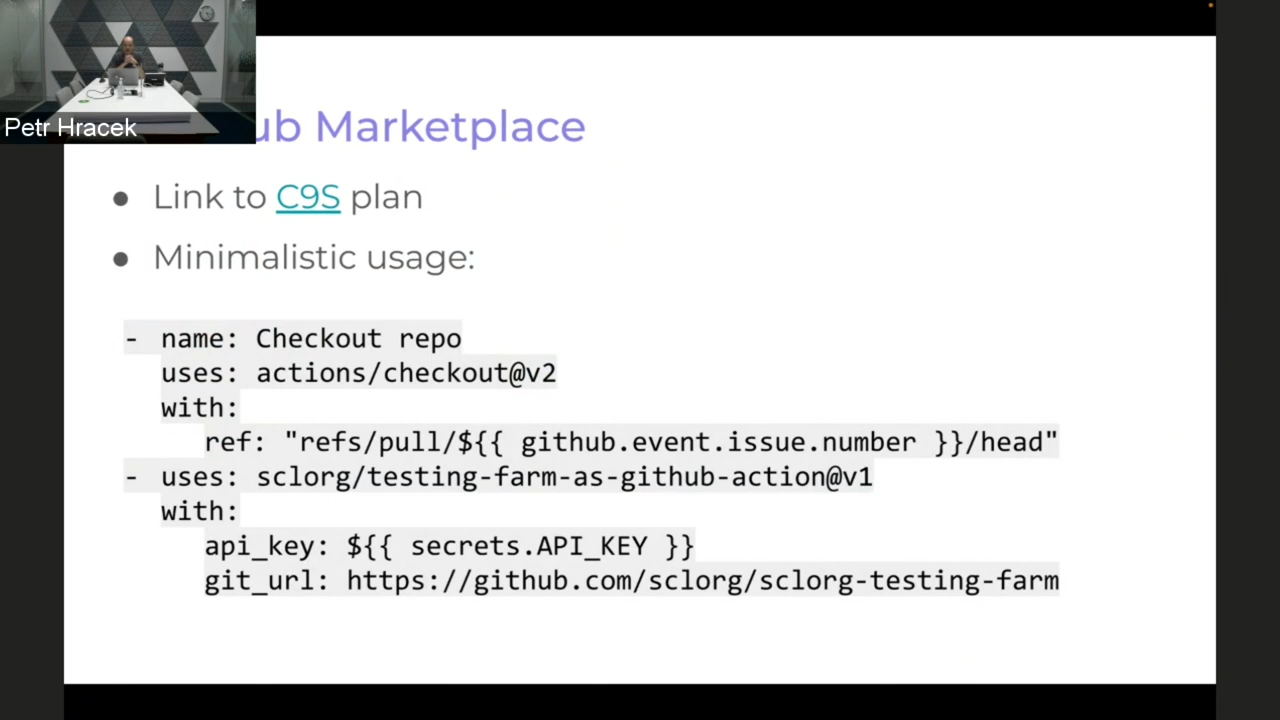 Petr Hracek
ub Marketplace
● Link to C9S plan
● Minimalistic usage:
- name: Checkout repo
uses: actions/checkout@v2
with:
ref: "refs/pull/${{ github.event.issue.number }}/head"
- uses: sclorg/testing-farm-as-github-action@v1
with:
api_key: ${{ secrets.API_KEY }}
git_url: https://github.com/sclorg/sclorg-testing-farm